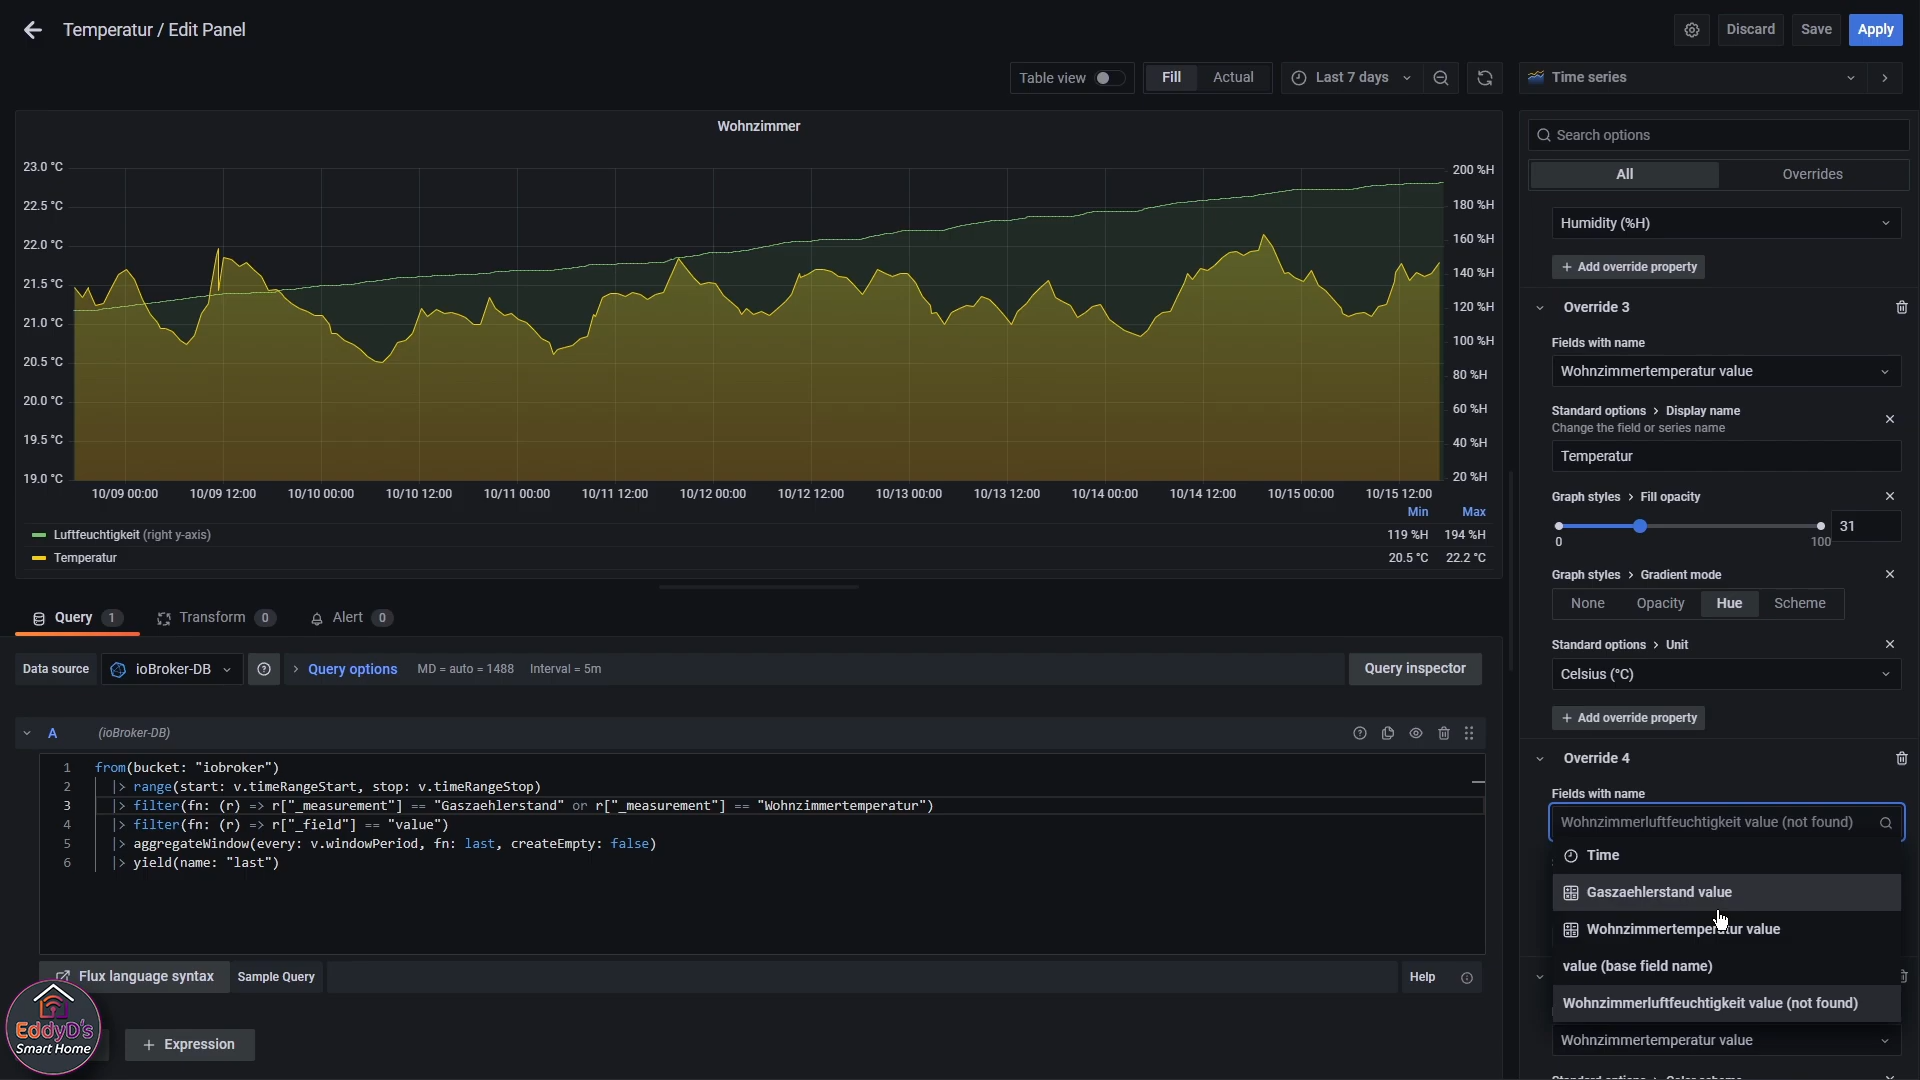 Temperatur / Edit Panel
Discard
Save
Apply
Table view
Fill
Actual
Last 7 days
Time series
Wohnzimmer
23.0 °C
22.5 °C
22.0 °C
21.5 °C
21.0 °C
20.5 °C
20.0 °C
19.5 °C
19.0 °C
200 %H
180 %H
160 %H
140 %H
120 %H
100 %H
80 %H
60 %H
40 %H
20 %H
10/09 00:00
10/09 12:00
10/10 00:00
10/10 12:00
10/11 00:00
10/11 12:00
10/12 00:00
10/12 12:00
10/13 00:00
10/13 12:00
10/14 00:00
10/14 12:00
10/15 00:00
10/15 12:00
Min Max
Luftfeuchtigkeit (right y-axis) 119 %H 194 %H
Temperatur 20.5 °C 22.2 °C
Query 1
Transform 0
Alert 0
Data source
ioBroker-DB
Query options MD = auto = 1488 Interval = 5m
Query inspector
A (ioBroker-DB)
1 from(bucket: "iobroker")
2 |> range(start: v.timeRangeStart, stop: v.timeRangeStop)
3 |> filter(fn: (r) => r["_measurement"] == "Gaszaehlerstand" or r["_measurement"] == "Wohnzimmertemperatur")
4 |> filter(fn: (r) => r["_field"] == "value")
5 |> aggregateWindow(every: v.windowPeriod, fn: last, createEmpty: false)
6 |> yield(name: "last")
Flux language syntax
Sample Query
Help
+ Expression
EddyD's
Smart Home
Search options
All
Overrides
Humidity (%H)
+ Add override property
Override 3
Fields with name
Wohnzimmertemperatur value
Standard options > Display name
Change the field or series name
Temperatur
Graph styles > Fill opacity
31
0 100
Graph styles > Gradient mode
None Opacity Hue Scheme
Standard options > Unit
Celsius (°C)
+ Add override property
Override 4
Fields with name
Wohnzimmerluftfeuchtigkeit value (not found)
Time
Gaszaehlerstand value
Wohnzimmertemperatur value
value (base field name)
Wohnzimmerluftfeuchtigkeit value (not found)
Wohnzimmertemperatur value